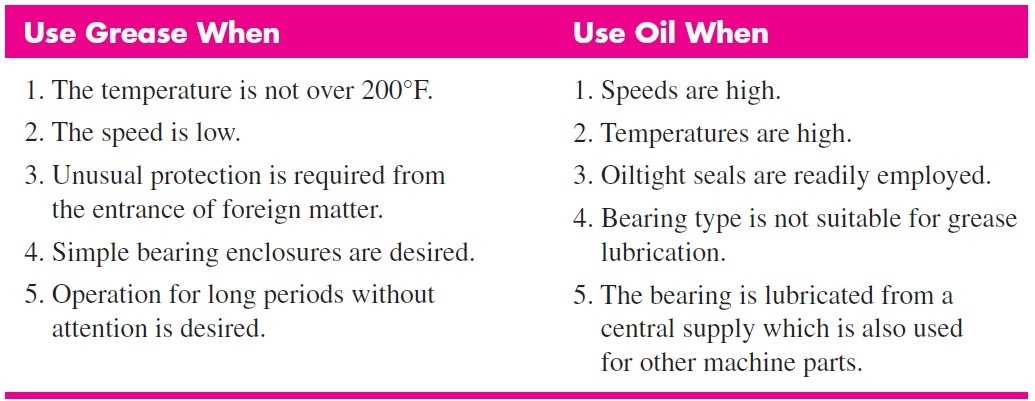 Use Grease When
1. The temperature is not over 200°F.
2. The speed is low.
3. Unusual protection is required from
the entrance of foreign matter.
4. Simple bearing enclosures are desired.
5. Operation for long periods without
attention is desired.
Use Oil When
1. Speeds are high.
2. Temperatures are high.
3. Oiltight seals are readily employed.
4. Bearing type is not suitable for grease
lubrication.
5. The bearing is lubricated from a
central supply which is also used
for other machine parts.